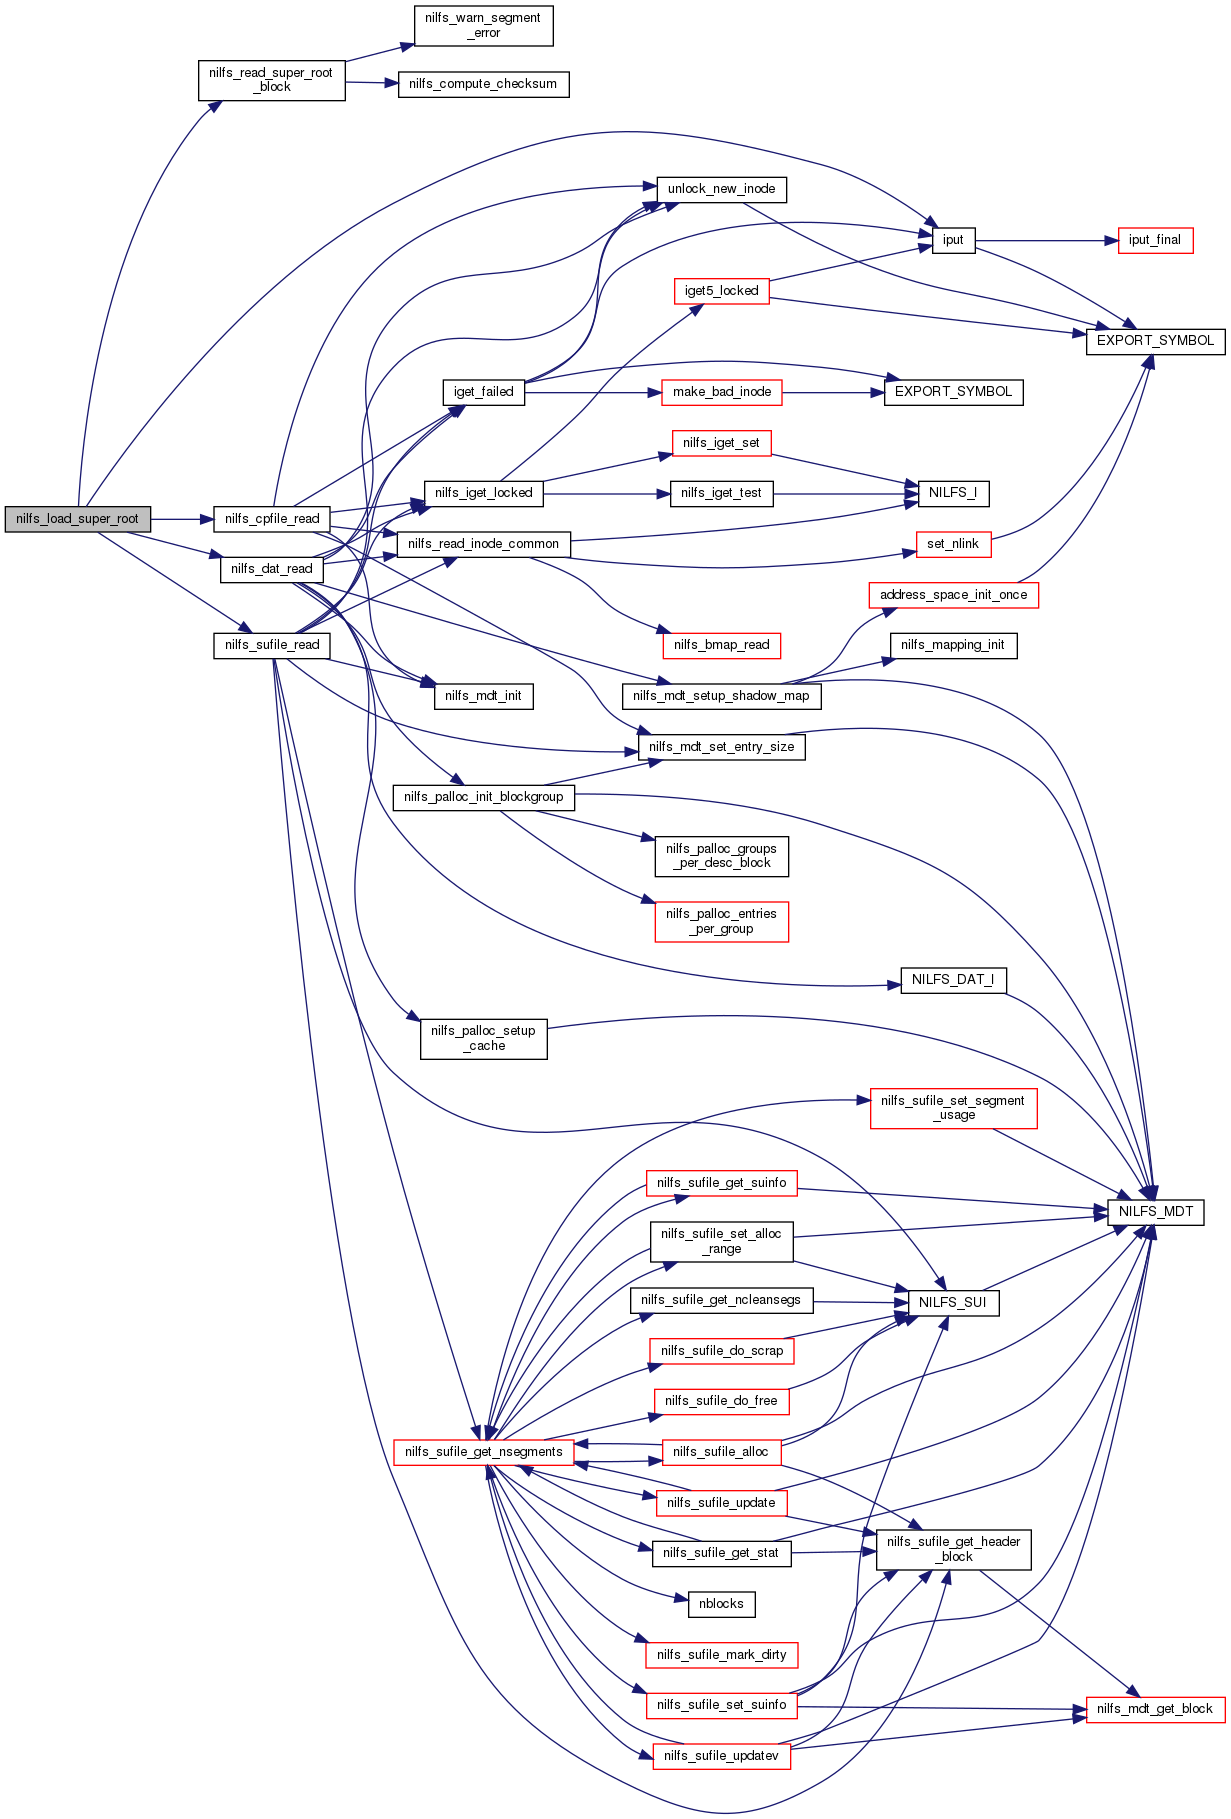 nilfs_warn_segment
_error
nilfs_read_super_root
_block
nilfs_compute_checksum
unlock_new_inode
iput
iput_final
iget5_locked
EXPORT_SYMBOL
iget_failed
make_bad_inode
EXPORT_SYMBOL
nilfs_iget_set
nilfs_iget_locked
nilfs_iget_test
NILFS_I
nilfs_load_super_root
nilfs_cpfile_read
nilfs_read_inode_common
set_nlink
nilfs_dat_read
address_space_init_once
nilfs_sufile_read
nilfs_bmap_read
nilfs_mapping_init
nilfs_mdt_init
nilfs_mdt_setup_shadow_map
nilfs_mdt_set_entry_size
nilfs_palloc_init_blockgroup
nilfs_palloc_groups
_per_desc_block
nilfs_palloc_entries
_per_group
NILFS_DAT_I
nilfs_palloc_setup
_cache
nilfs_sufile_set_segment
_usage
nilfs_sufile_get_suinfo
NILFS_MDT
nilfs_sufile_set_alloc
_range
nilfs_sufile_get_ncleansegs
NILFS_SUI
nilfs_sufile_do_scrap
nilfs_sufile_do_free
nilfs_sufile_get_nsegments
nilfs_sufile_alloc
nilfs_sufile_update
nilfs_sufile_get_stat
nilfs_sufile_get_header
_block
nblocks
nilfs_sufile_mark_dirty
nilfs_sufile_set_suinfo
nilfs_mdt_get_block
nilfs_sufile_updatev